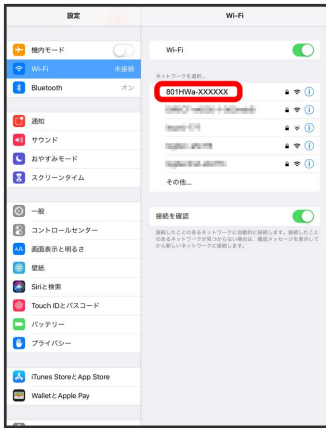 設定
Wi-Fi
機内モード
Wi-Fi
未接続
Bluetooth
オン
通知
サウンド
おやすみモード
スクリーンタイム
一般
コントロールセンター
AA
画面表示と明るさ
壁紙
Siriと検索
Touch IDとパスコード
バッテリー
プライバシー
iTunes StoreとApp Store
WalletとApple Pay
Wi-Fi
ネットワークを選択...
801HWa-XXXXXX
その他...
接続を確認
接続したことのあるネットワークに自動的に接続します。接続したこと
のあるネットワークが見つからない場合は、確認メッセージを表示して
から新しいネットワークに接続します。